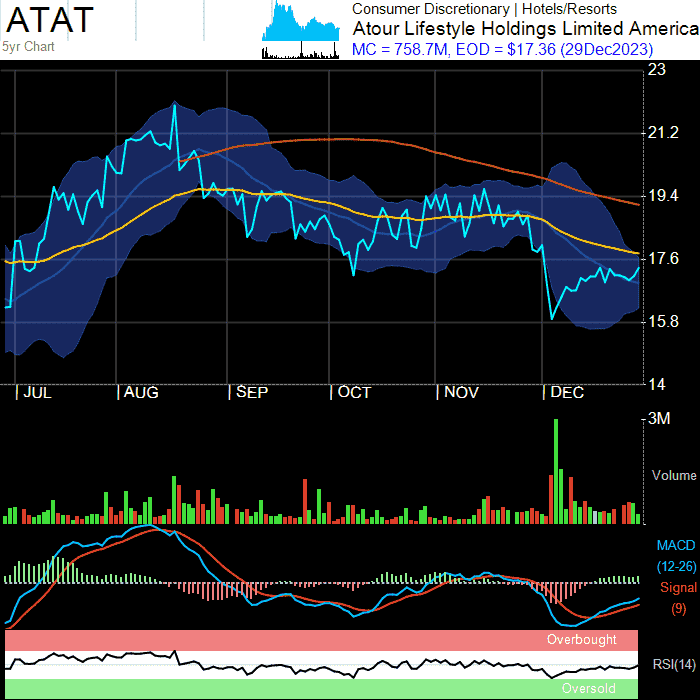 ATAT
5yr Chart
Consumer Discretionary | Hotels/Resorts
Atour Lifestyle Holdings Limited America
MC = 758.7M, EOD = $17.36 (29Dec2023)
23
21.2
19.4
17.6
15.8
14
| JUL | AUG | SEP | OCT | NOV | DEC
3M
Volume
MACD
(12-26)
Signal
(9)
Overbought
RSI(14)
Oversold